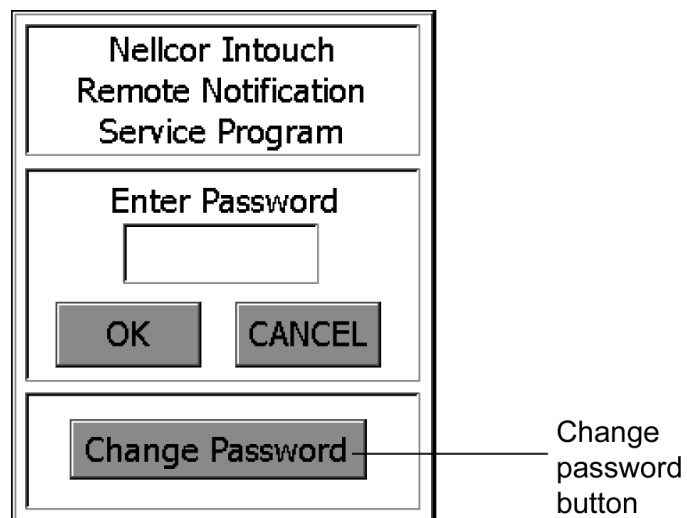 Nellcor Intouch
Remote Notification
Service Program
Enter Password
OK
CANCEL
Change Password
Change
password
button